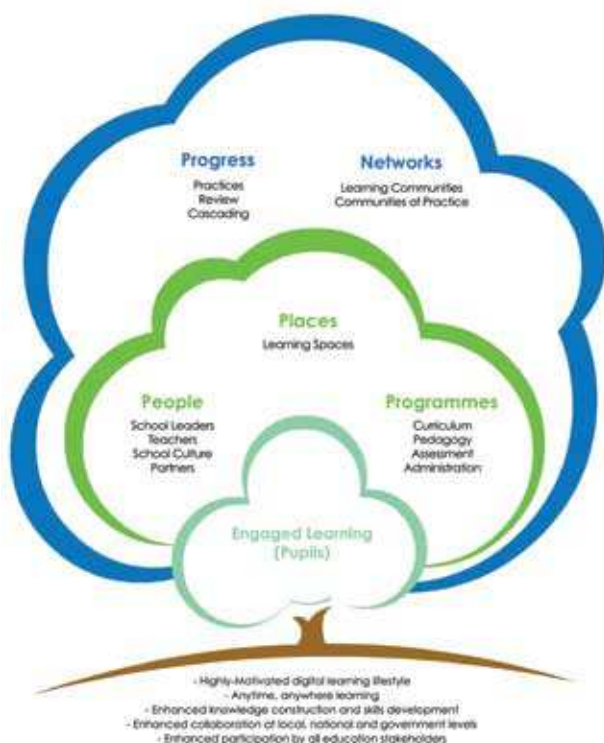 Progress
Practices
Review
Cascading
Networks
Learning Communities
Communities of Practice
Places
Learning Spaces
People
School Leaders
Teachers
School Culture
Partners
Programmes
Curriculum
Pedagogy
Assessment
Administration
Engaged Learning
(Pupils)
- Highly-Motivated digital learning lifestyle
- Anytime, anywhere learning
- Enhanced knowledge construction and skills development
- Enhanced collaboration at local, national and government levels
- Enhanced participation by all education stakeholders